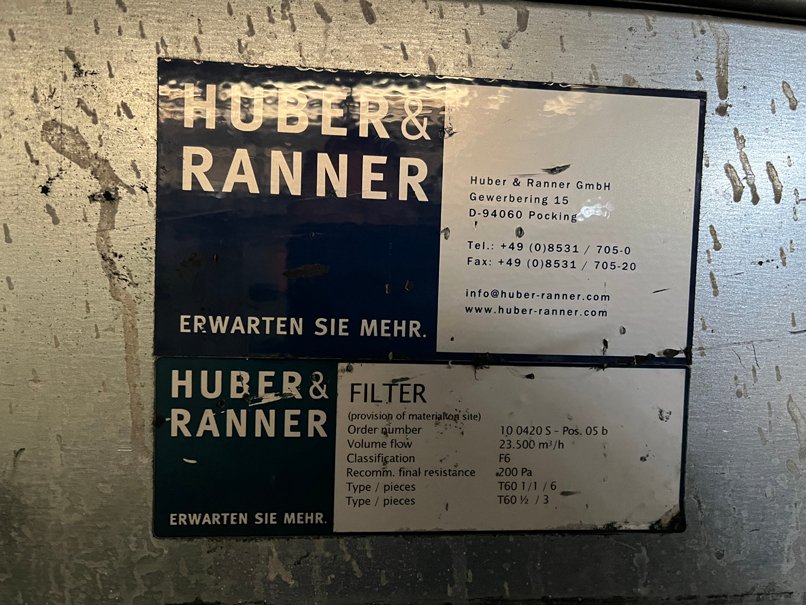 HUBER&
RANNER
ERWARTEN SIE MEHR.
Huber & Ranner GmbH
Gewerbering 15
D-94060 Pocking
Tel.: +49 (0)8531 / 705-0
Fax: +49 (0)8531 / 705-20
info@huber-ranner.com
www.huber-ranner.com
HUBER&
RANNER
ERWARTEN SIE MEHR.
FILTER
(provision of material on site)
Order number 10 0420 S - Pos. 05 b
Volume flow 23.500 m³/h
Classification F6
Recomm. final resistance 200 Pa
Type / pieces T60 1/1 / 6
Type / pieces T60 ½ / 3